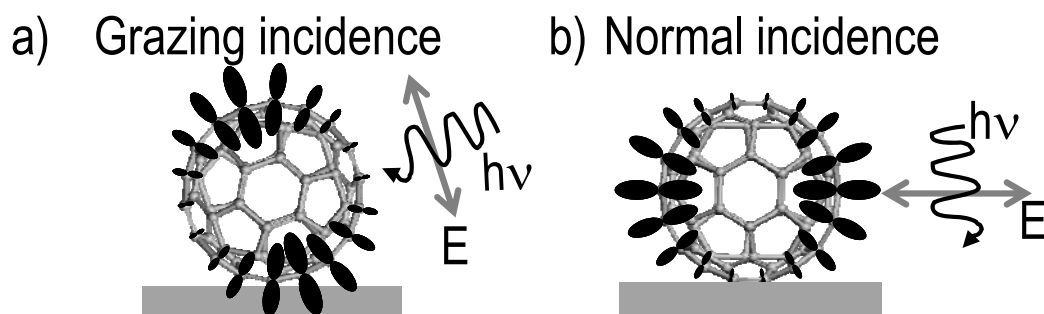 a) Grazing incidence
b) Normal incidence
hν
E
hν
E